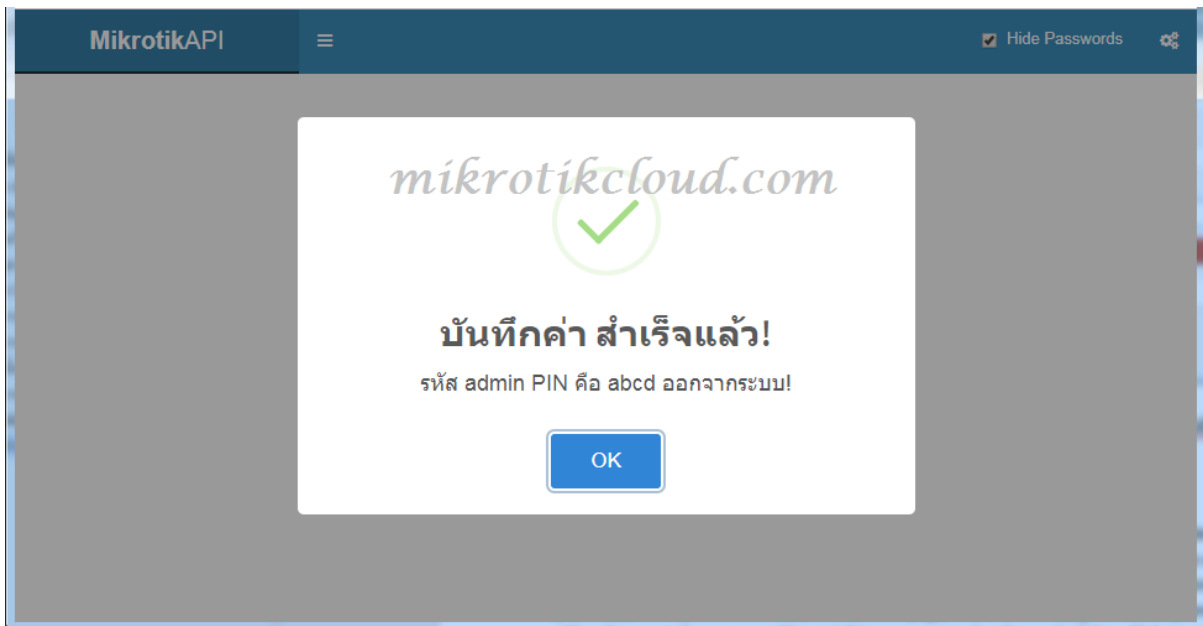 MikrotikAPI
Hide Passwords
mikrotikcloud.com
บันทึกค่า สำเร็จแล้ว!
รหัส admin PIN คือ abcd ออกจากระบบ!
OK